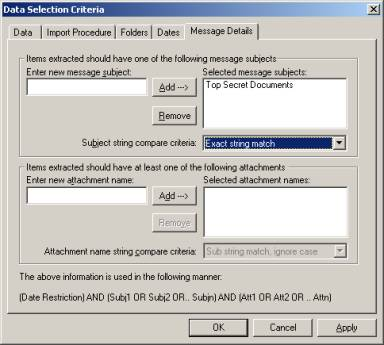 Data Selection Criteria
Data Import Procedure Folders Dates Message Details
Items extracted should have one of the following message subjects
Enter new message subject: Selected message subjects:
Add ---> Top Secret Documents
Remove
Subject string compare criteria: Exact string match
Items extracted should have at least one of the following attachments
Enter new attachment name: Selected attachment names:
Add --->
Remove
Attachment name string compare criteria: Sub string match, ignore case
The above information is used in the following manner:
(Date Restriction) AND (Subj1 OR Subj2 OR.. Subjn) AND (Att1 OR Att2 OR .. Attn)
OK Cancel Apply